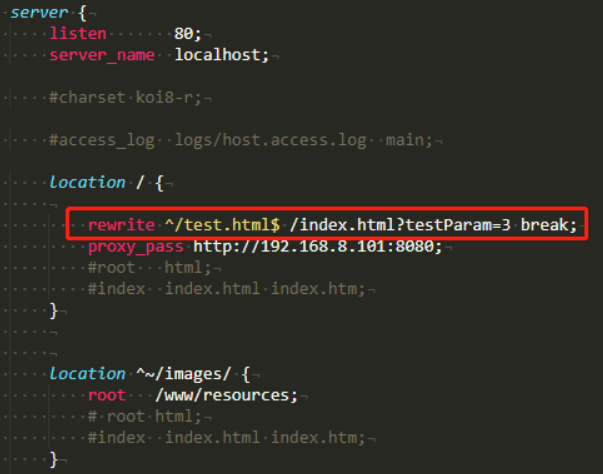 server {
listen 80;
server_name localhost;
#charset koi8-r;
#access_log logs/host.access.log main;
location / {
rewrite ^/test.html$ /index.html?testParam=3 break;
proxy_pass http://192.168.8.101:8080;
#root html;
#index index.html index.htm;
}
location ^~/images/ {
root /www/resources;
# root html;
#index index.html index.htm;
}